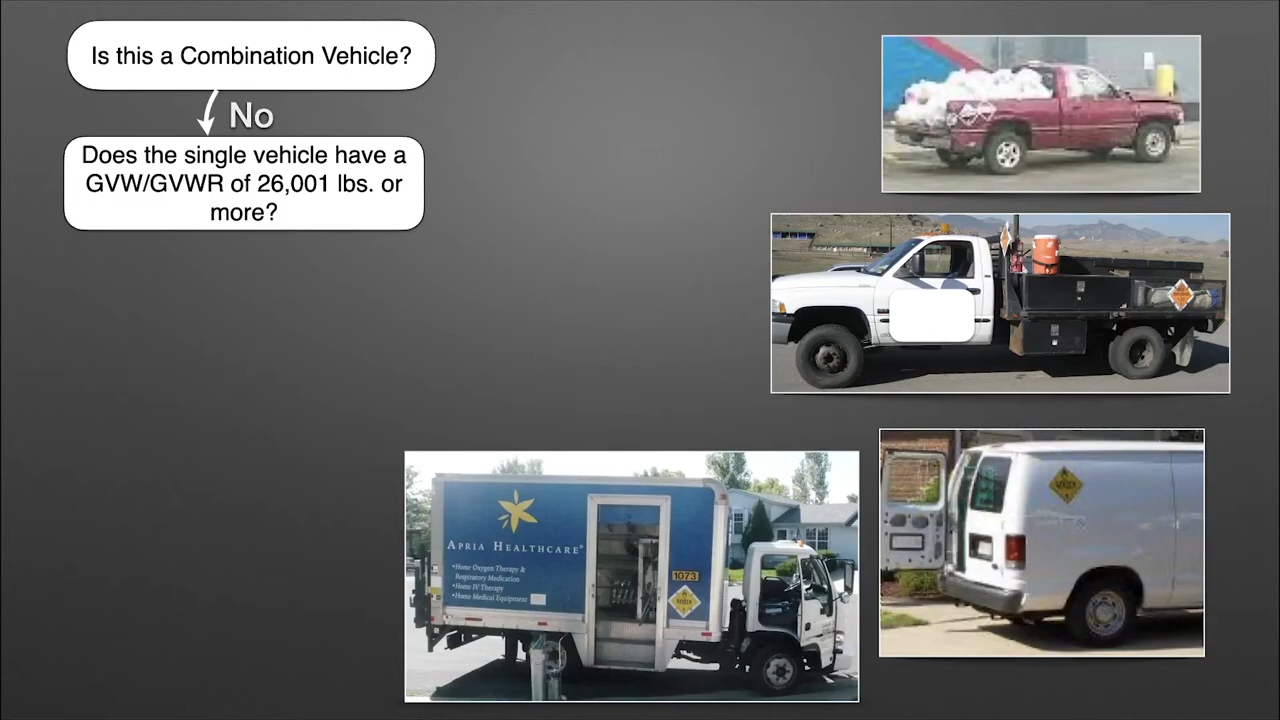 Is this a Combination Vehicle?
No
Does the single vehicle have a
GVW/GVWR of 26,001 lbs. or
more?
APRIA HEALTHCARE
•Home Oxygen Therapy &
Respiratory Medication
•Home IV Therapy
•Home Medical Equipment
1073
OXYGEN